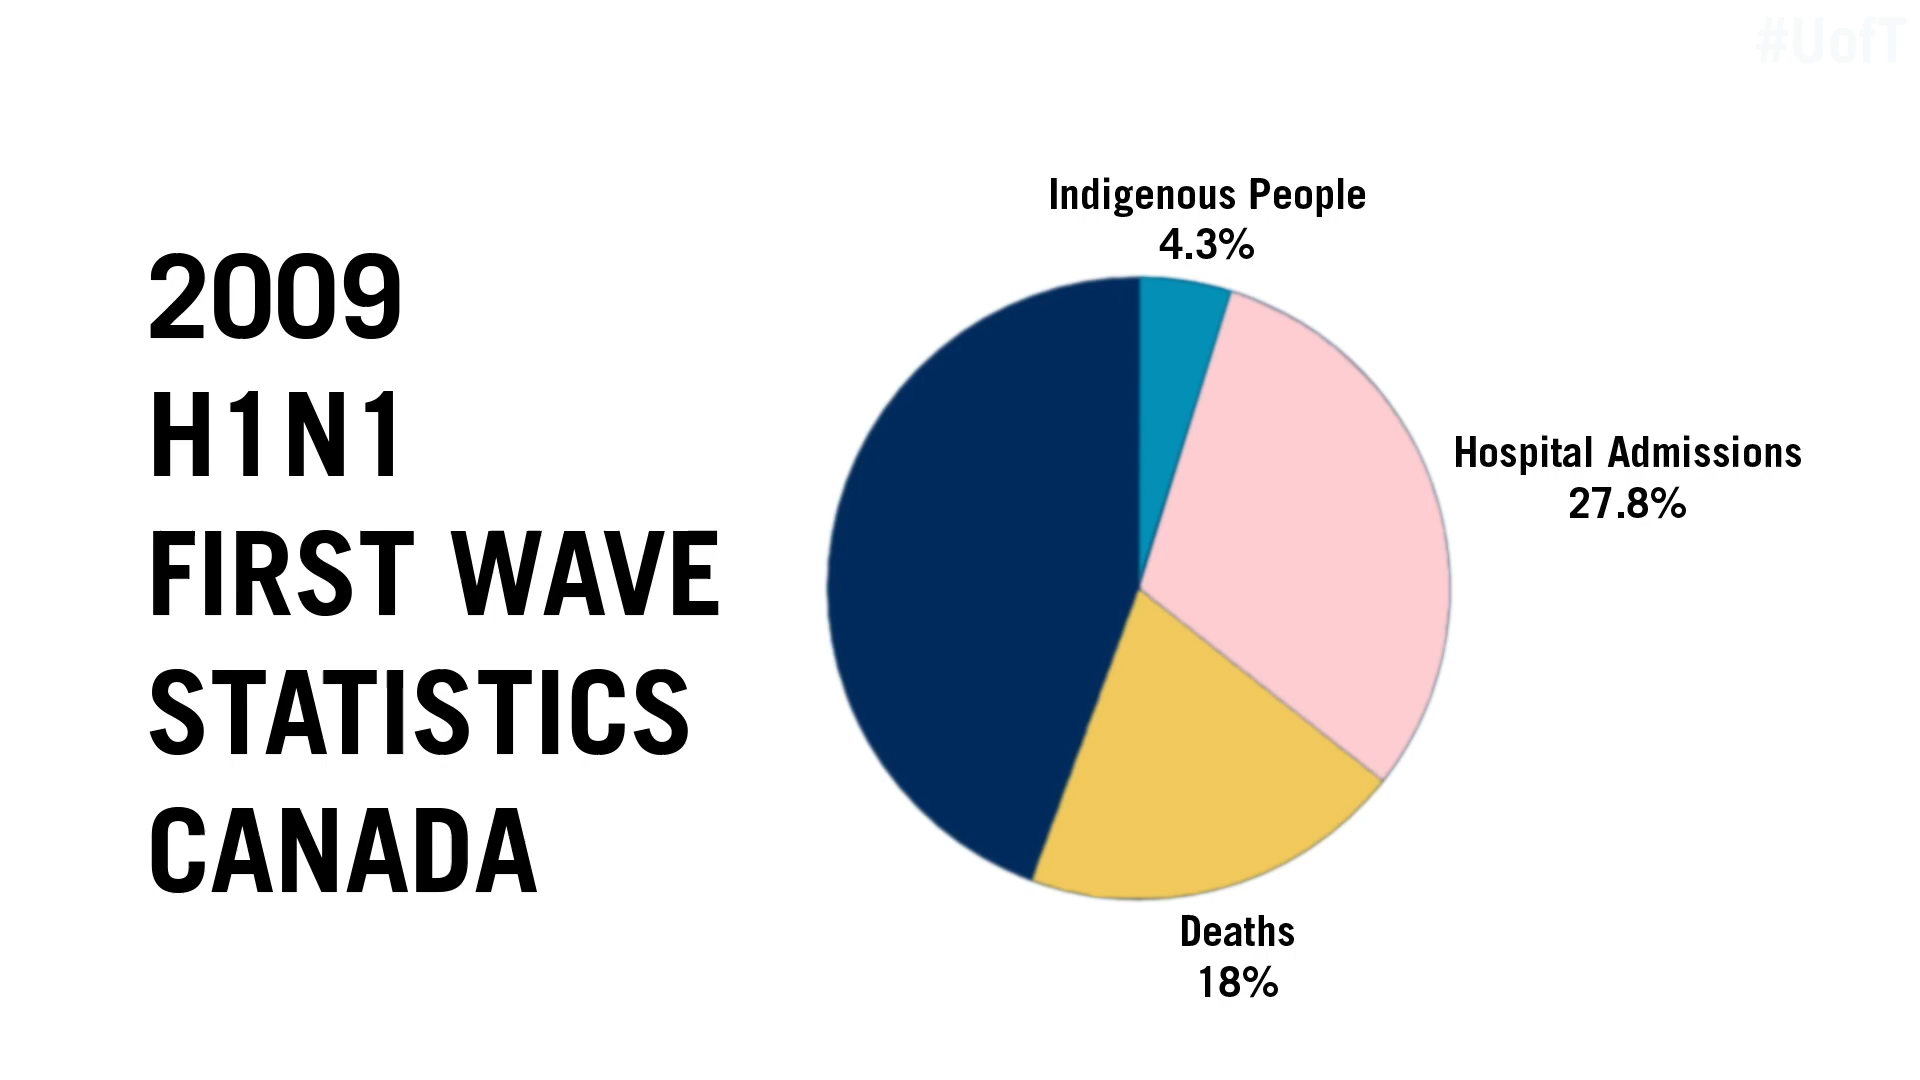 #UofT
2009
H1N1
FIRST WAVE
STATISTICS
CANADA
Indigenous People
4.3%
Hospital Admissions
27.8%
Deaths
18%